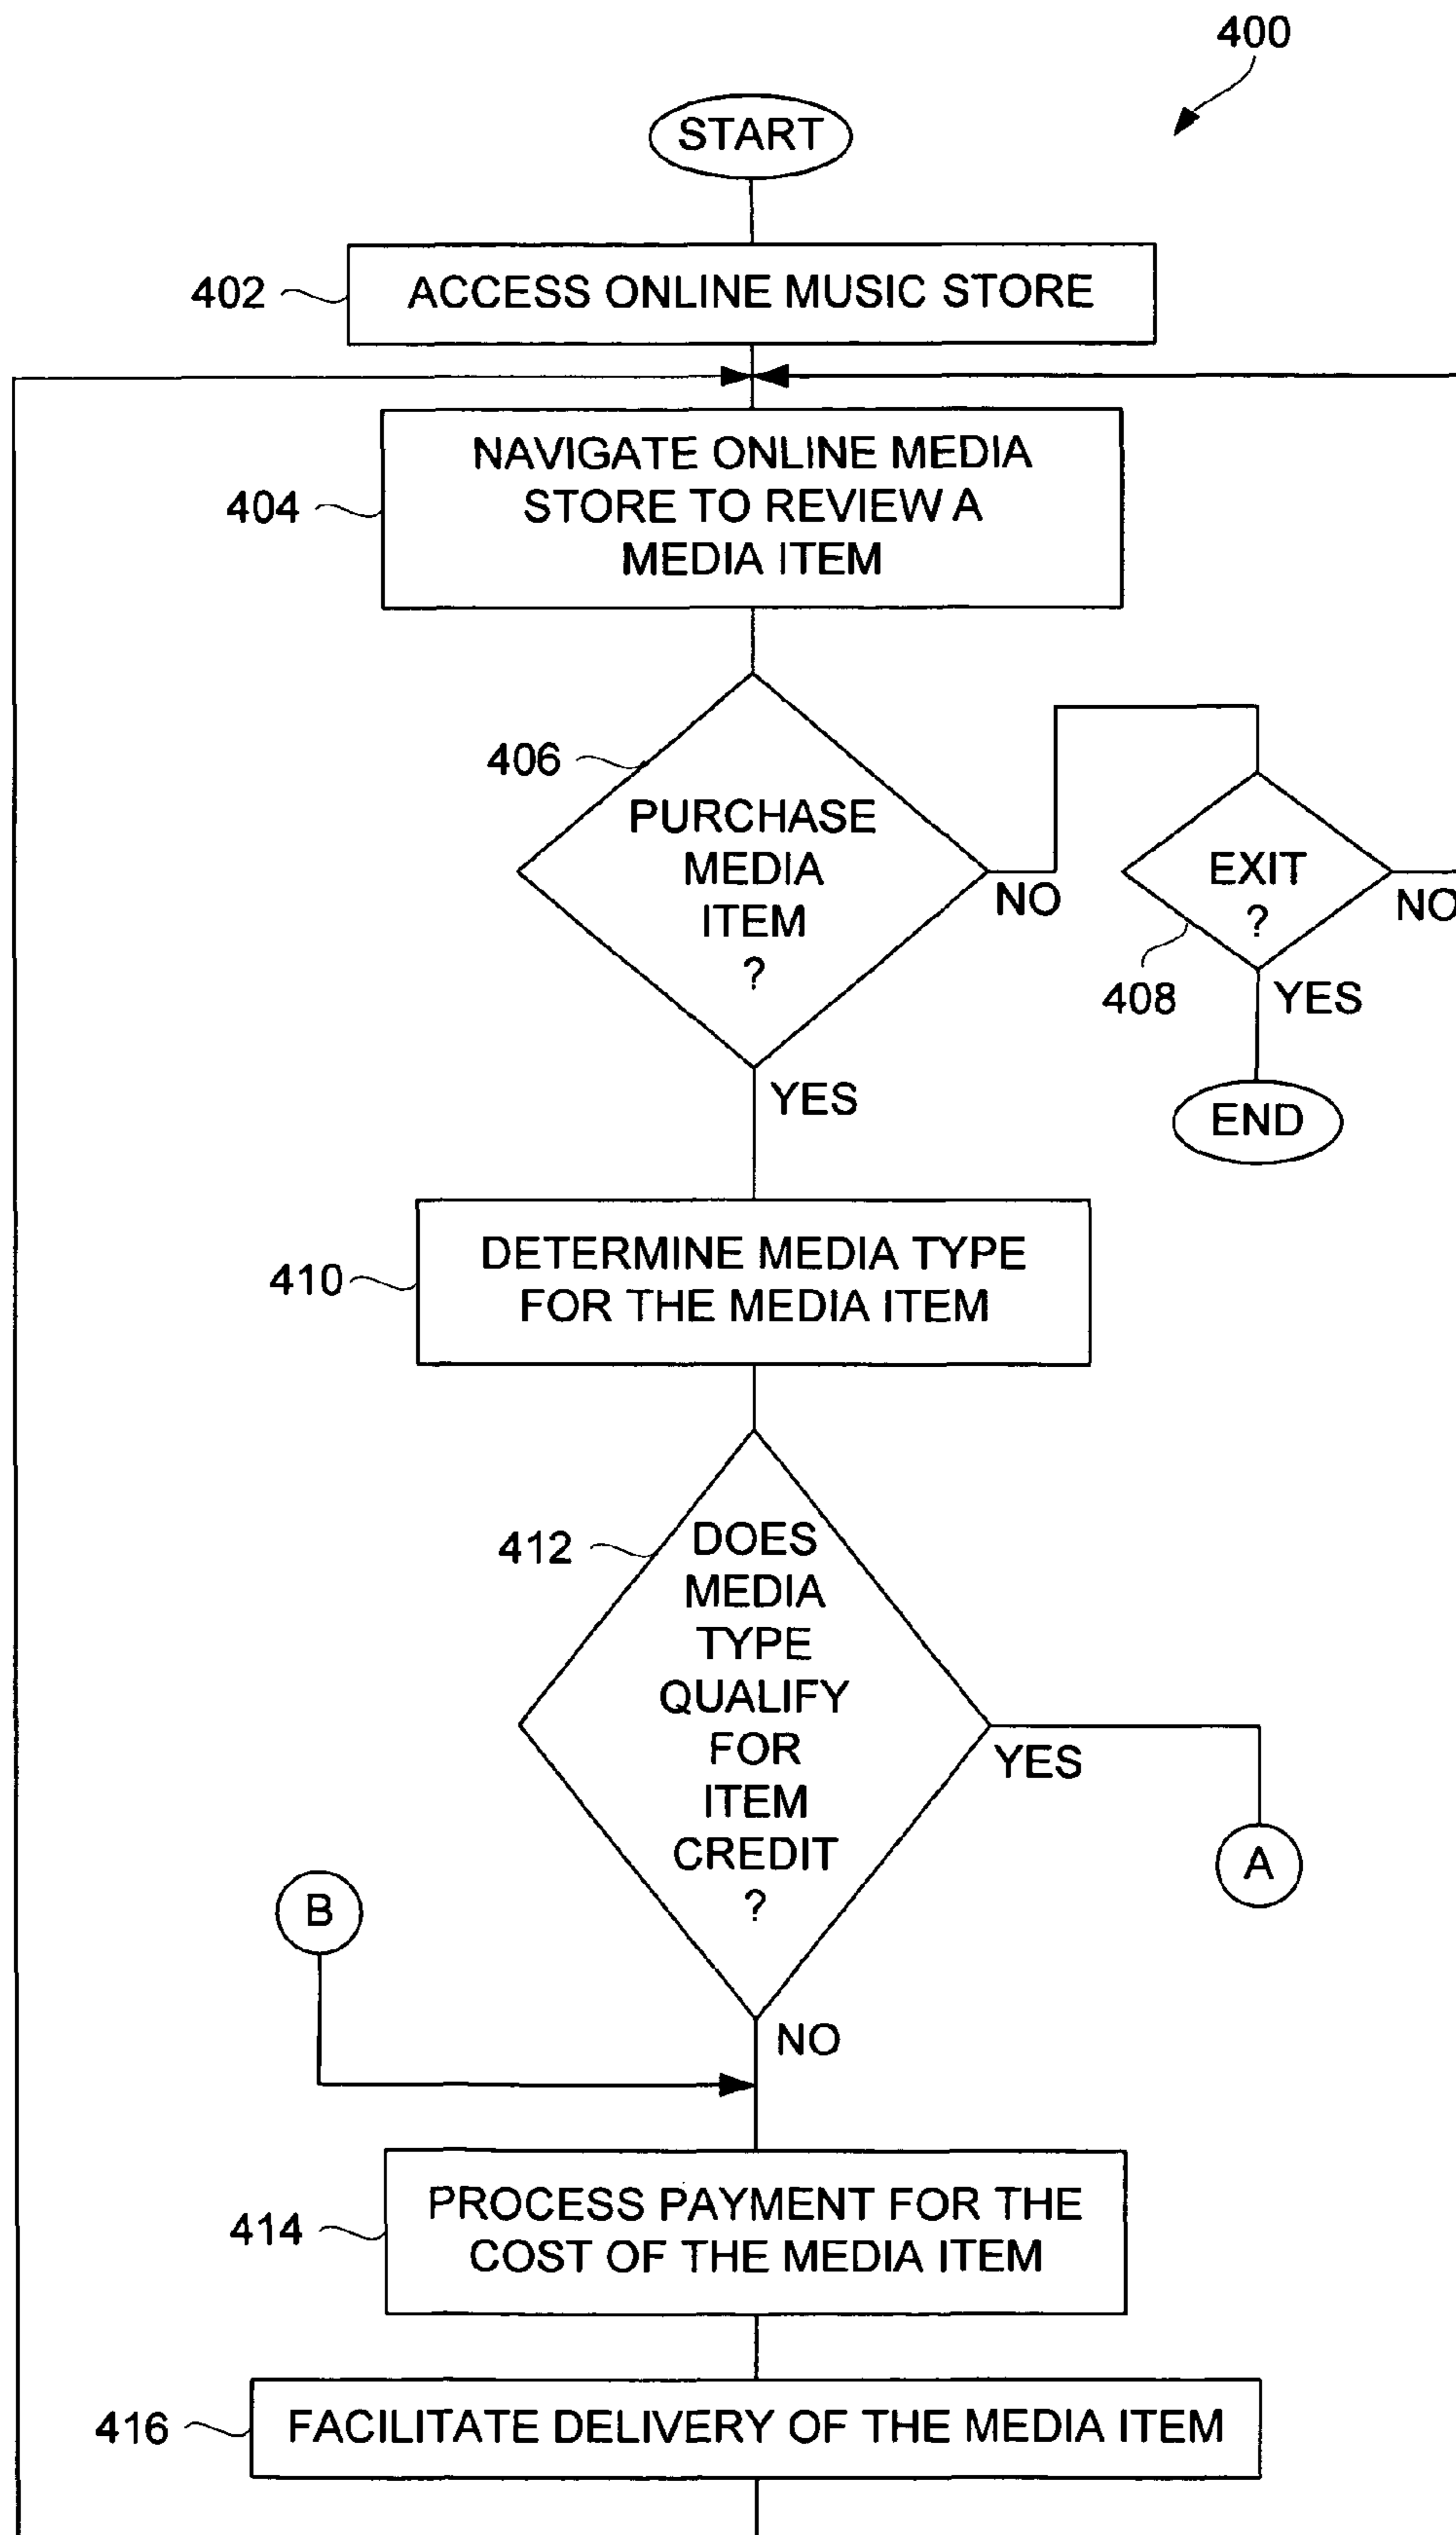 400
START
402
ACCESS ONLINE MUSIC STORE
NAVIGATE ONLINE MEDIA
STORE TO REVIEW A
MEDIA ITEM
404
406
PURCHASE
MEDIA
ITEM
?
NO
EXIT
?
NO
408
YES
YES
END
410
DETERMINE MEDIA TYPE
FOR THE MEDIA ITEM
412
DOES
MEDIA
TYPE
QUALIFY
FOR
ITEM
CREDIT
?
YES
A
B
NO
414
PROCESS PAYMENT FOR THE
COST OF THE MEDIA ITEM
416
FACILITATE DELIVERY OF THE MEDIA ITEM